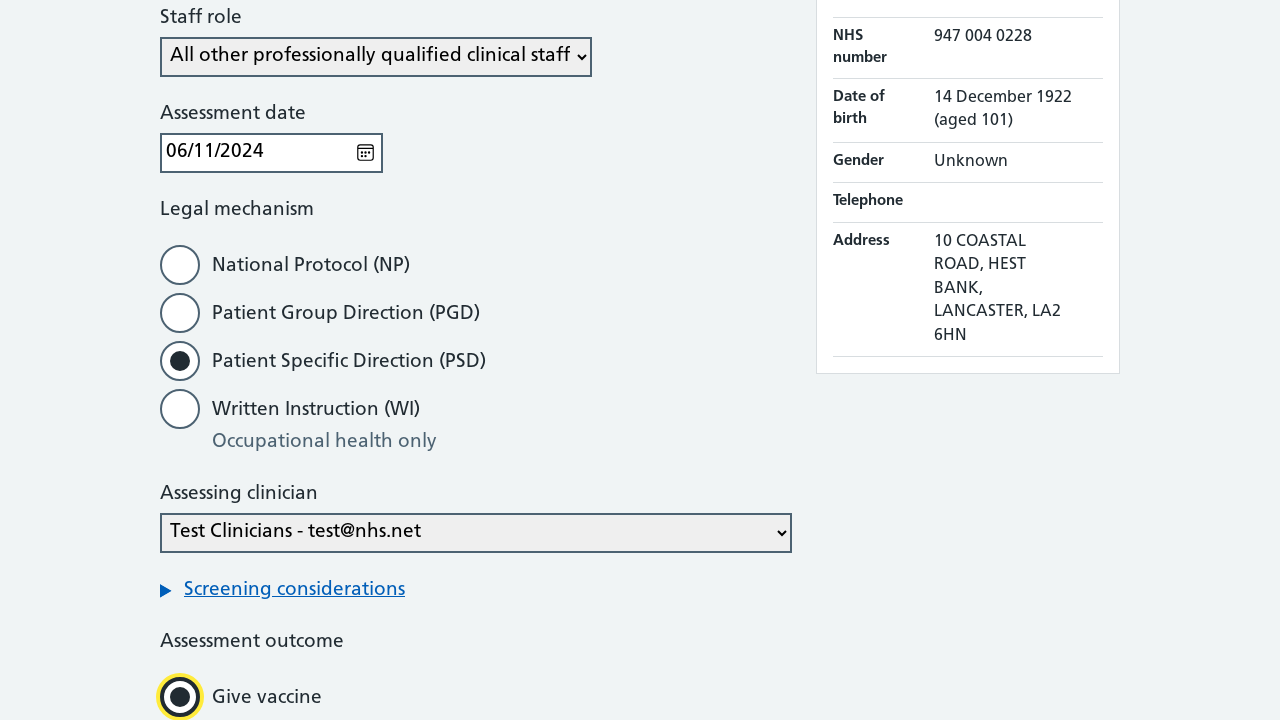 Staff role
All other professionally qualified clinical staff
Assessment date
06/11/2024
Legal mechanism
National Protocol (NP)
Patient Group Direction (PGD)
Patient Specific Direction (PSD)
Written Instruction (WI)
Occupational health only
Assessing clinician
Test Clinicians - test@nhs.net
Screening considerations
Assessment outcome
Give vaccine
NHS number
947 004 0228
Date of birth
14 December 1922
(aged 101)
Gender
Unknown
Telephone
Address
10 COASTAL
ROAD, HEST
BANK,
LANCASTER, LA2
6HN